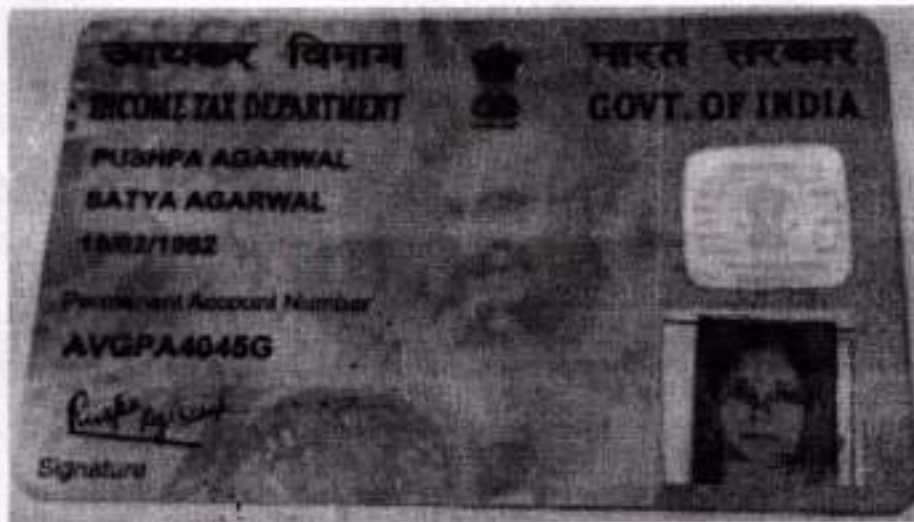 आयकर विभाग
INCOME TAX DEPARTMENT
भारत सरकार
GOVT. OF INDIA
PUSHPA AGARWAL
SATYA AGARWAL
Permanent Account Number
AVGPA4045G
Signature